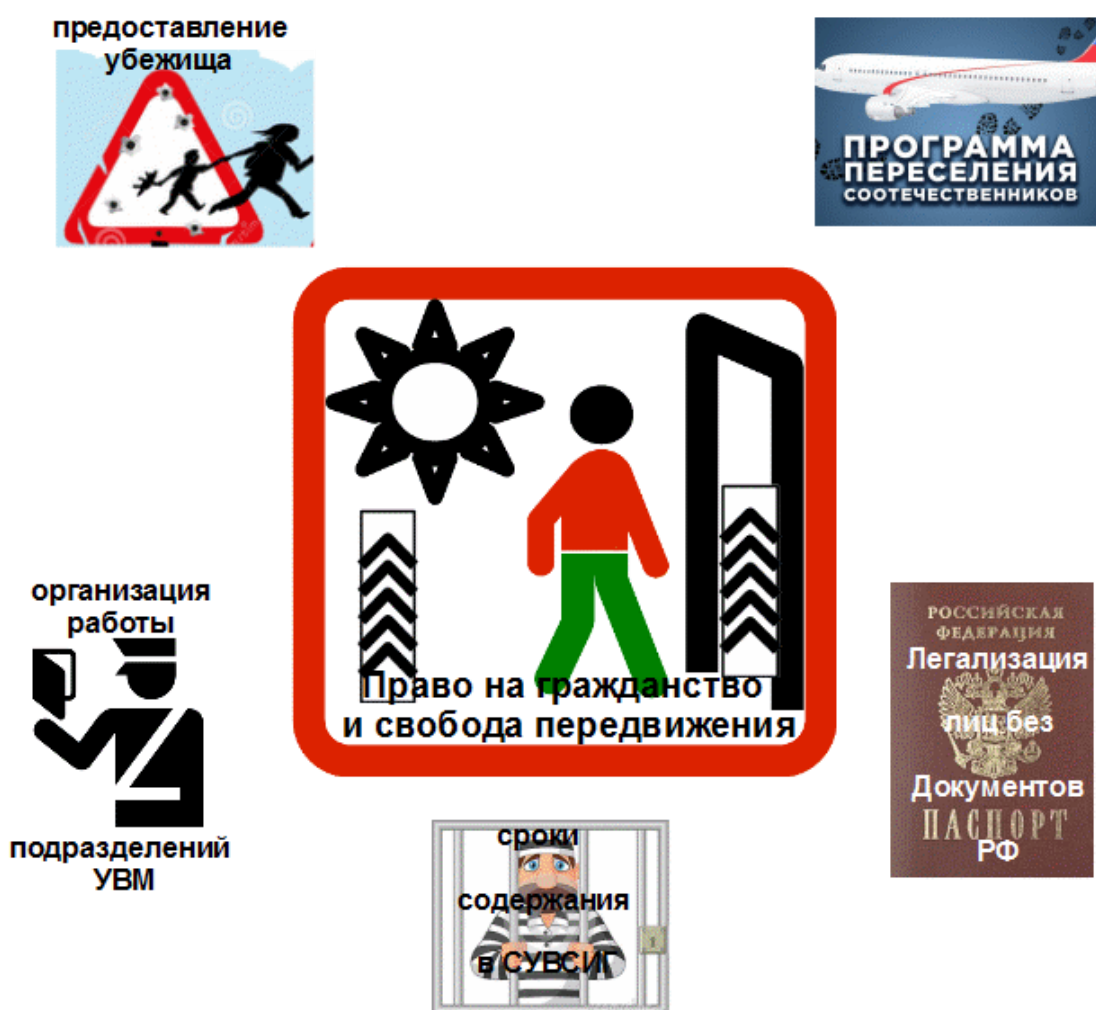 предоставление
убежища
ПРОГРАММА
ПЕРЕСЕЛЕНИЯ
СООТЕЧЕСТВЕННИКОВ
Право на гражданство
и свобода передвижения
организация
работы
подразделений
УВМ
РОССИЙСКАЯ
ФЕДЕРАЦИЯ
Легализация
лиц без
Документов
ПАСПОРТ
РФ
сроки
содержания
в СУВСИГ
1